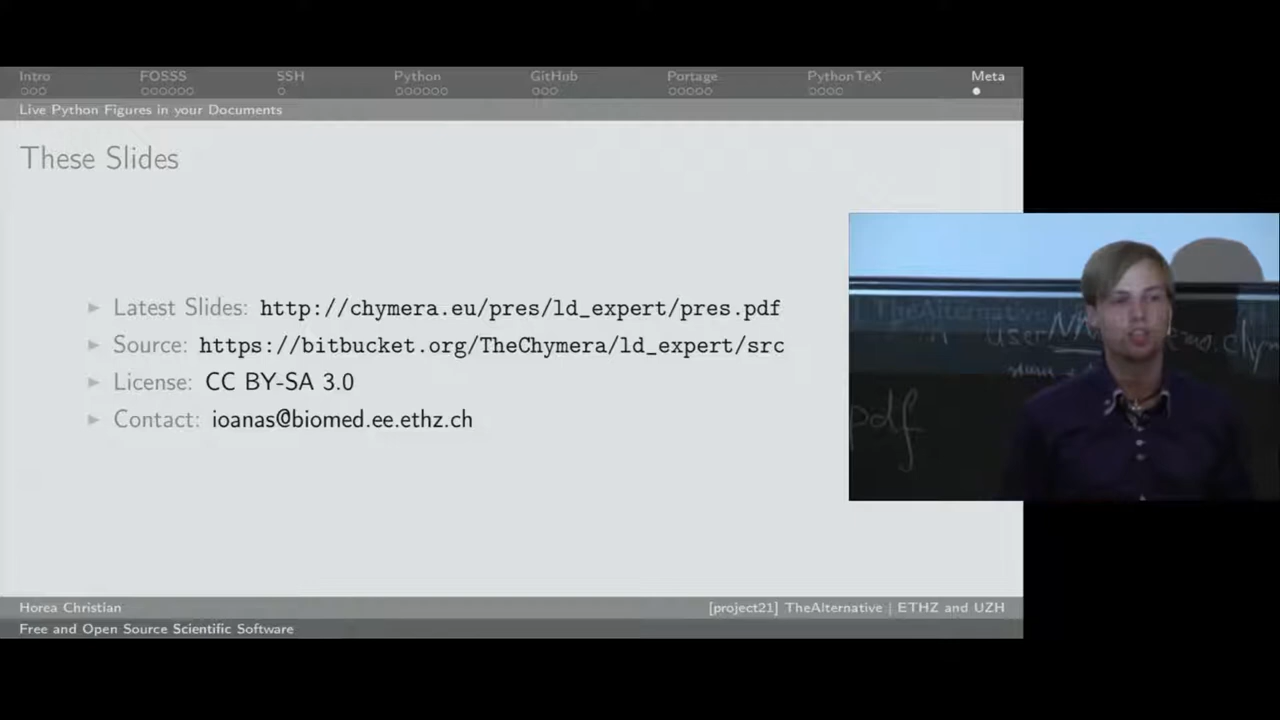 Intro FOSSS SSH Python GitHub Portage PythonTeX Meta
Live Python Figures in your Documents
These Slides
Latest Slides: http://chymera.eu/pres/ld_expert/pres.pdf
Source: https://bitbucket.org/TheChymera/ld_expert/src
License: CC BY-SA 3.0
Contact: ioanas@biomed.ee.ethz.ch
TheAlternative
user
pdf
Horea Christian [project21] TheAlternative | ETHZ and UZH
Free and Open Source Scientific Software